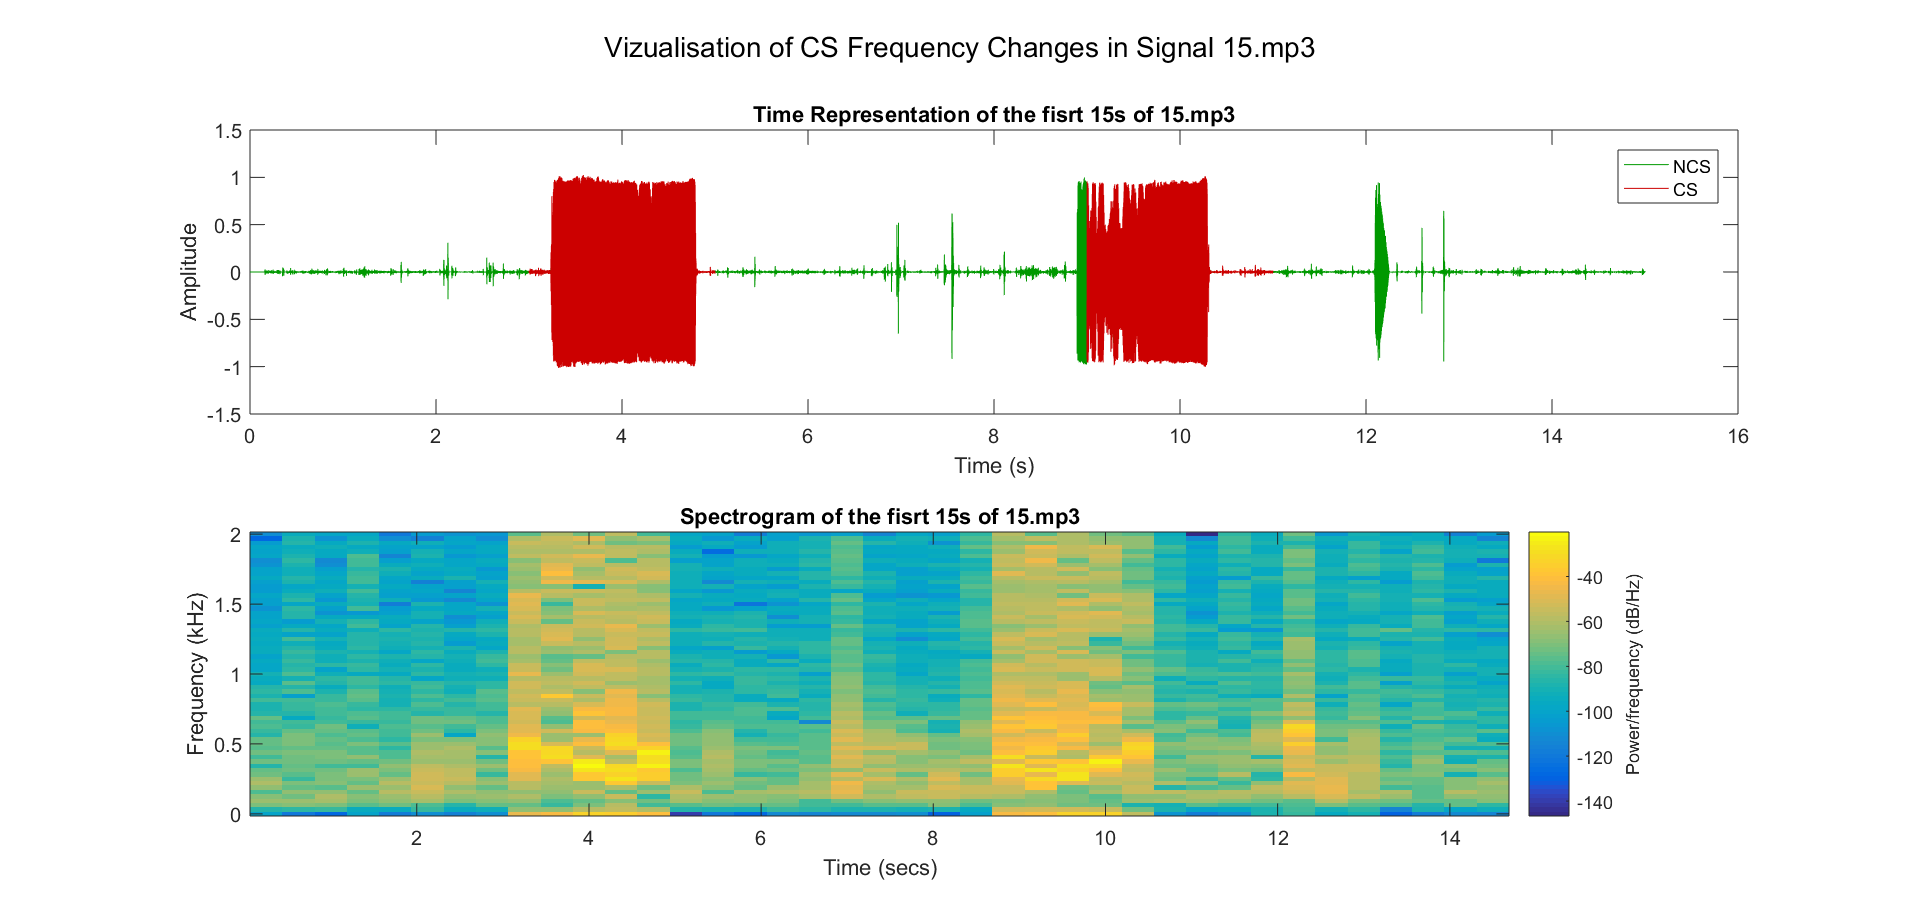 Vizualisation of CS Frequency Changes in Signal 15.mp3
Time Representation of the fisrt 15s of 15.mp3
1.5
1
0.5
0
-0.5
-1
-1.5
Amplitude
NCS
CS
0 2 4 6 8 10 12 14 16
Time (s)
Spectrogram of the fisrt 15s of 15.mp3
2
1.5
1
0.5
0
Frequency (kHz)
2 4 6 8 10 12 14
Time (secs)
-40
-60
-80
-100
-120
-140
Power/frequency (dB/Hz)